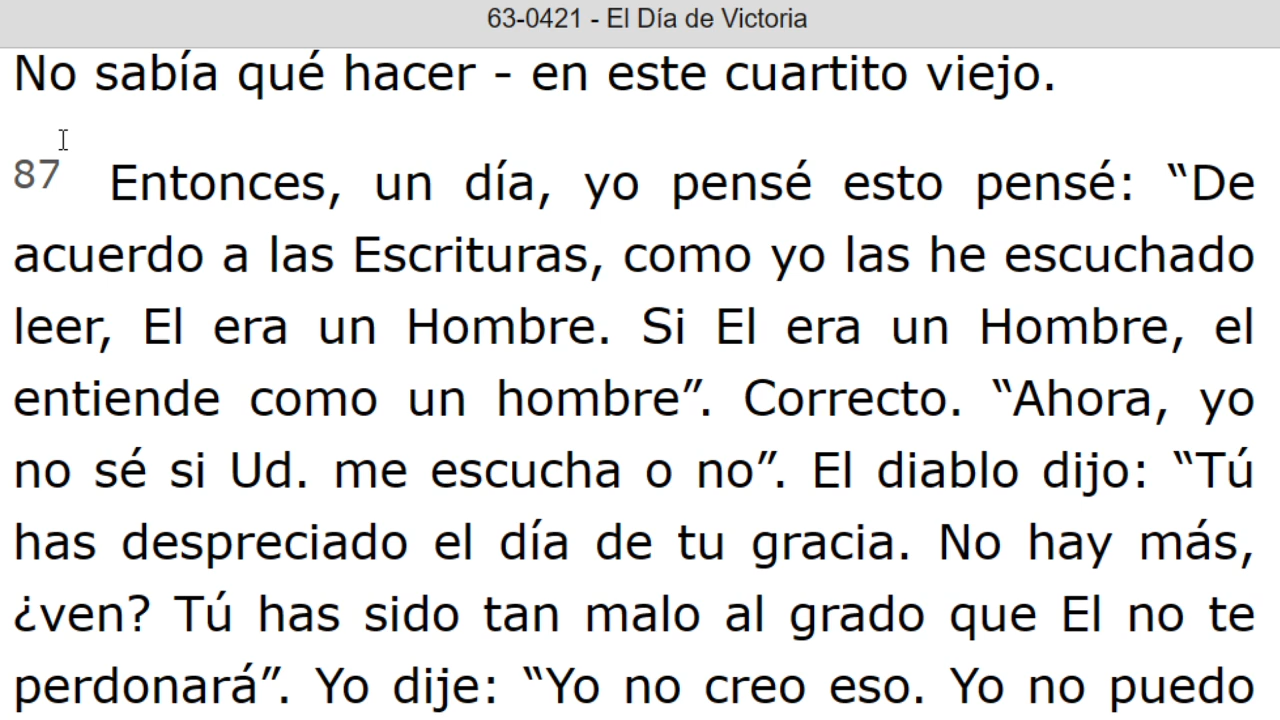 63-0421 - El Día de Victoria
No sabía qué hacer - en este cuartito viejo.
87 Entonces, un día, yo pensé esto pensé: “De
acuerdo a las Escrituras, como yo las he escuchado
leer, El era un Hombre. Si El era un Hombre, el
entiende como un hombre”. Correcto. “Ahora, yo
no sé si Ud. me escucha o no”. El diablo dijo: “Tú
has despreciado el día de tu gracia. No hay más,
¿ven? Tú has sido tan malo al grado que El no te
perdonará”. Yo dije: “Yo no creo eso. Yo no puedo